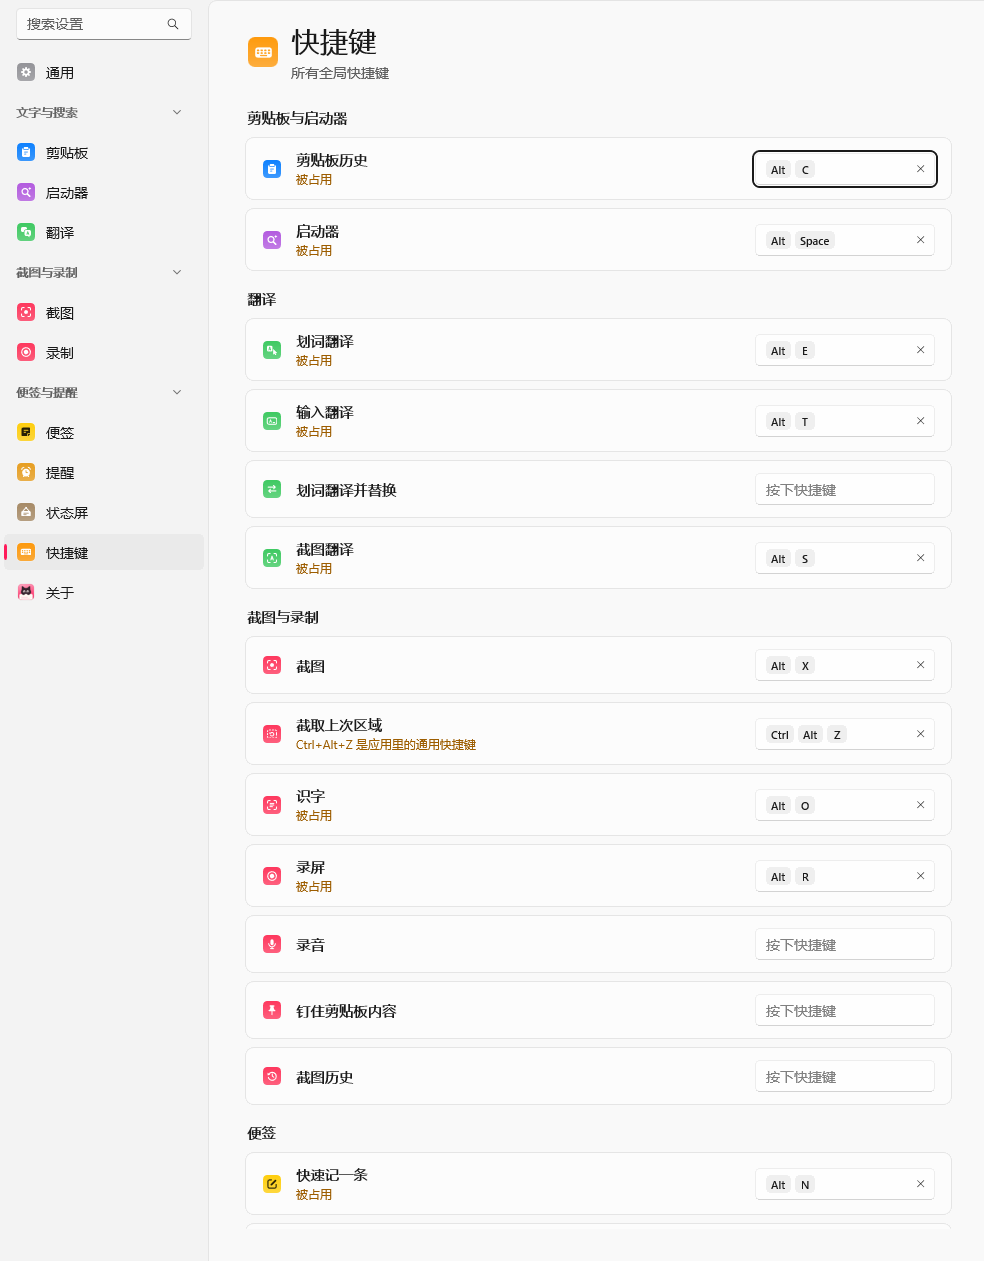 搜索设置
通用
文字与搜索
剪贴板
启动器
翻译
截图与录制
截图
录制
便签与提醒
便签
提醒
状态屏
快捷键
关于
快捷键
所有全局快捷键
剪贴板与启动器
剪贴板历史
被占用
Alt C
启动器
被占用
Alt Space
翻译
划词翻译
被占用
Alt E
输入翻译
被占用
Alt T
划词翻译并替换
按下快捷键
截图翻译
被占用
Alt S
截图与录制
截图
Alt X
截取上次区域
Ctrl+Alt+Z 是应用里的通用快捷键
Ctrl Alt Z
识字
被占用
Alt O
录屏
被占用
Alt R
录音
按下快捷键
钉住剪贴板内容
按下快捷键
截图历史
按下快捷键
便签
快速记一条
被占用
Alt N